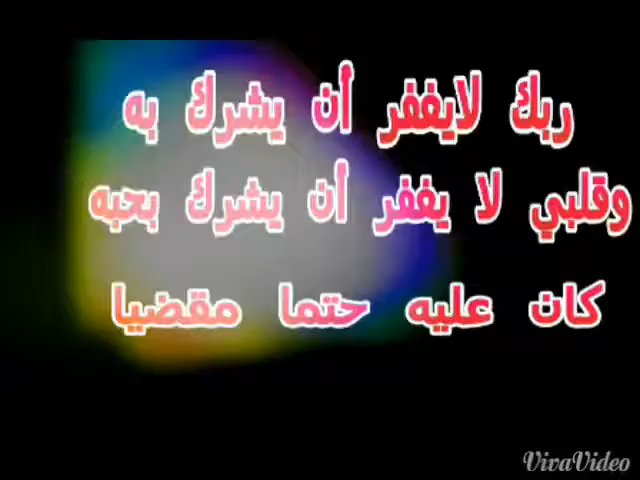 ربك لايغفر أن يشرك به
وقلبي لا يغفر أن يشرك بحبه
كان عليه حتما مقضيا
VivaVideo